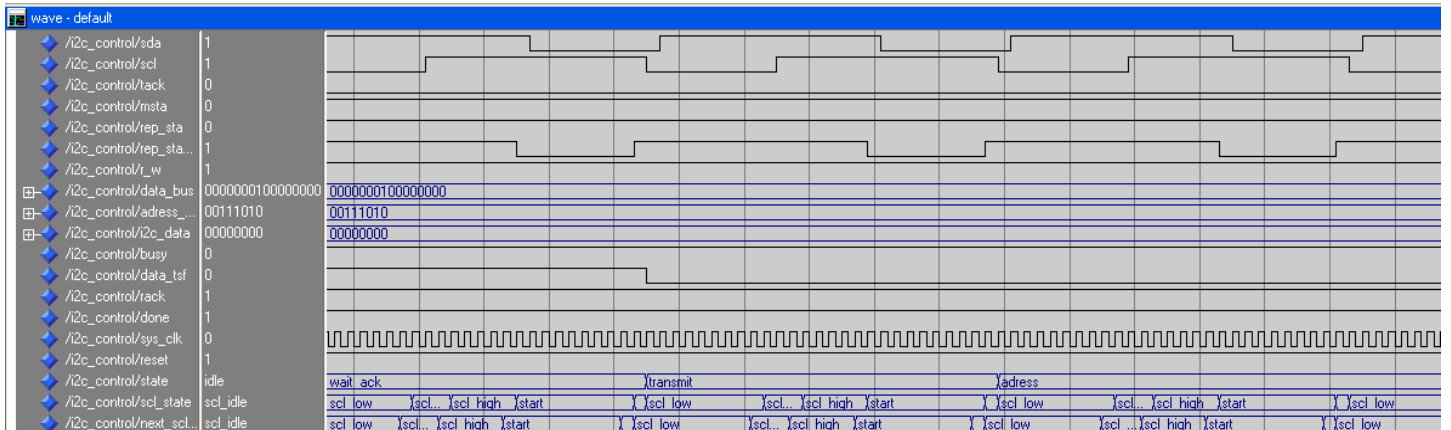 wave - default
/i2c_control/sda 1
/i2c_control/scl 1
/i2c_control/tack 0
/i2c_control/msta 0
/i2c_control/rep_sta 0
/i2c_control/rep_sta... 1
/i2c_control/r_w 1
/i2c_control/data_bus 0000000100000000 0000000100000000
/i2c_control/adress_... 00111010 00111010
/i2c_control/i2c_data 00000000 00000000
/i2c_control/busy 0
/i2c_control/data_tsf 0
/i2c_control/rack 1
/i2c_control/done 1
/i2c_control/sys_clk 0
/i2c_control/reset 1
/i2c_control/state idle wait_ack transmit adress
/i2c_control/scl_state scl_idle scl_low scl... scl_high start scl_low scl... scl_high start scl_low scl... scl_high start scl_low
/i2c_control/next_scl... scl_idle scl_low scl... scl_high start scl_low scl... scl_high start scl_low scl... scl_high start scl_low